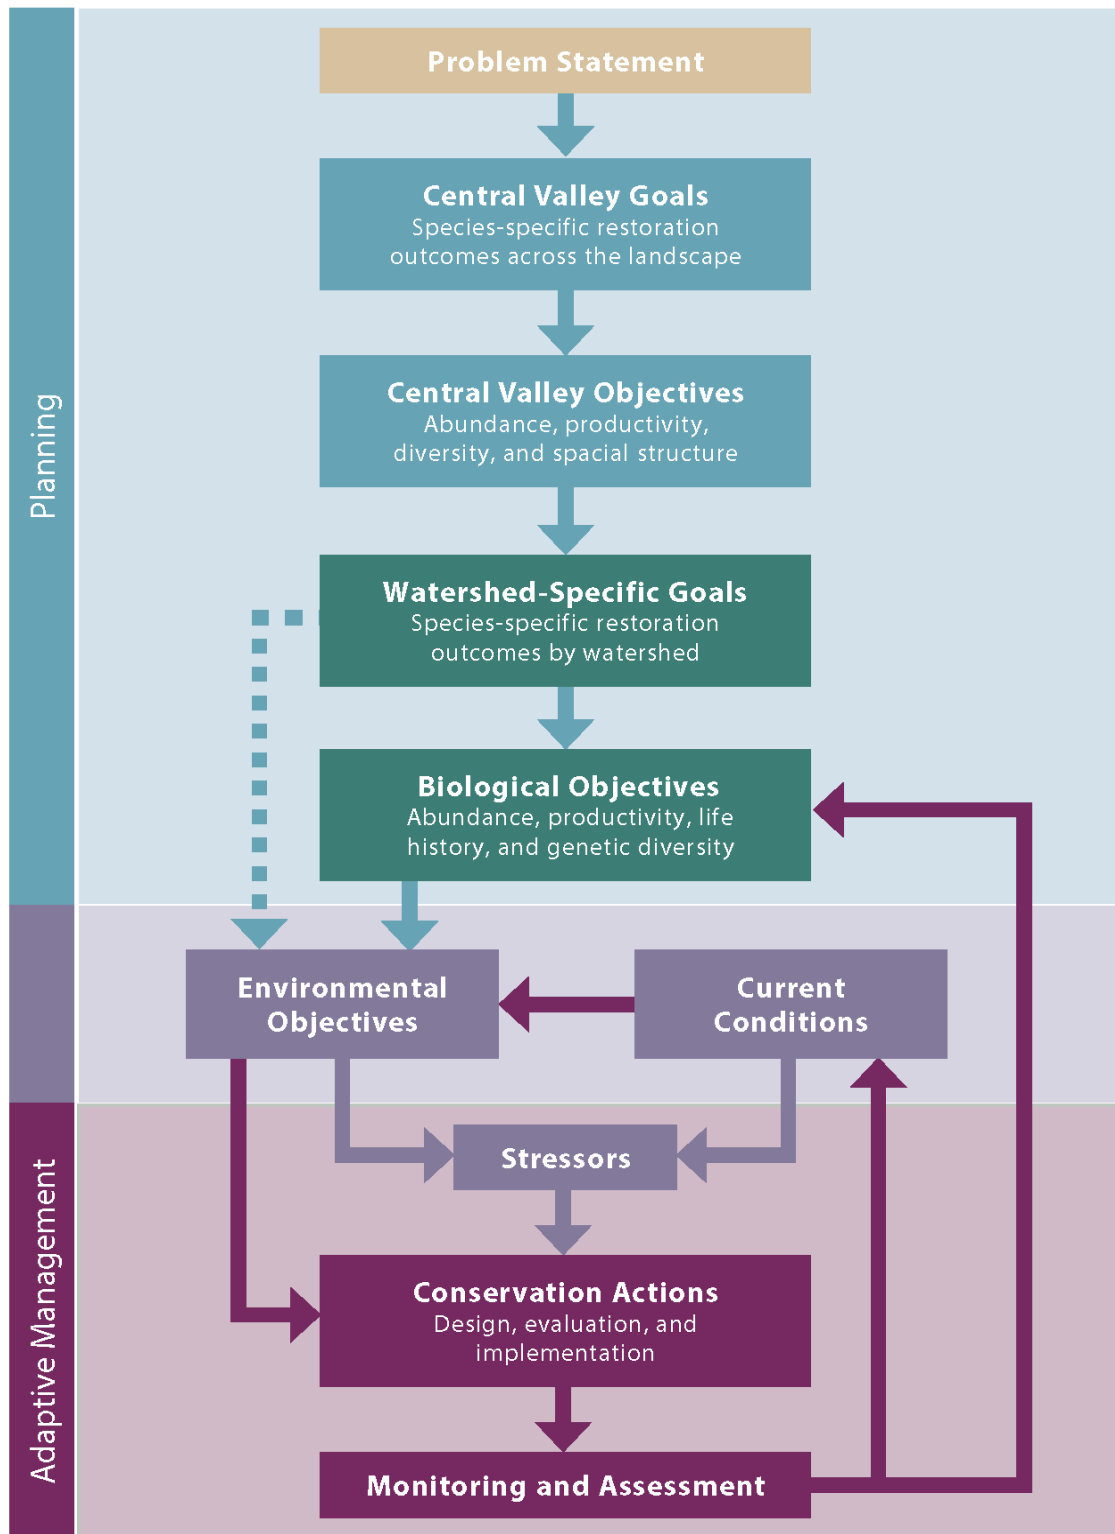 Planning
Problem Statement
Central Valley Goals
Species-specific restoration
outcomes across the landscape
Central Valley Objectives
Abundance, productivity,
diversity, and spacial structure
Watershed-Specific Goals
Species-specific restoration
outcomes by watershed
Biological Objectives
Abundance, productivity, life
history, and genetic diversity
Environmental
Objectives
Current
Conditions
Adaptive Management
Stressors
Conservation Actions
Design, evaluation, and
implementation
Monitoring and Assessment